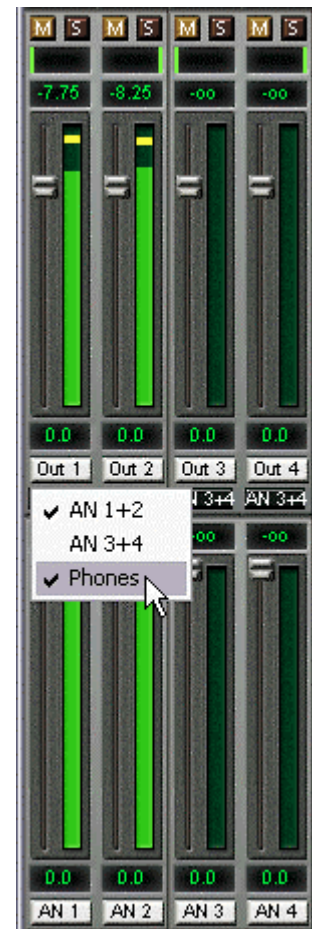 M S M S M S M S
-7.75 -8.25 -oo -oo
0.0 0.0 0.0 0.0
Out 1 Out 2 Out 3 Out 4
AN 1+2
AN 3+4
Phones
N 3+4 AN 3+4
-oo -oo
0.0 0.0 0.0 0.0
AN 1 AN 2 AN 3 AN 4